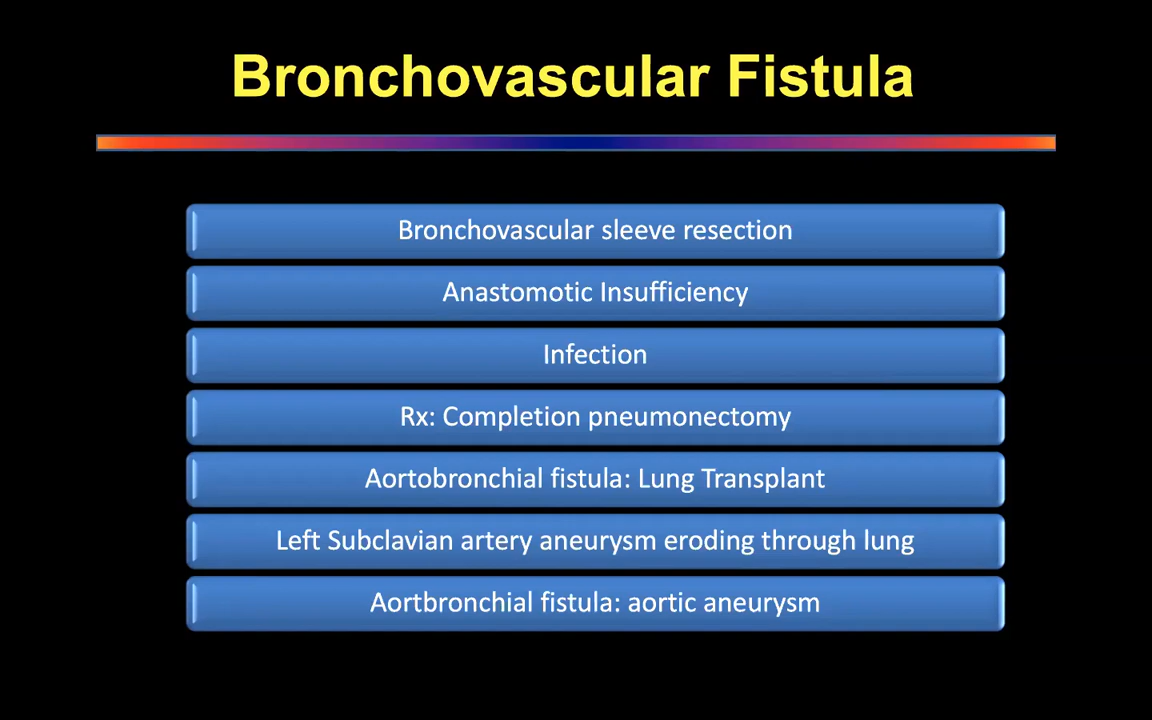 Bronchovascular Fistula
Bronchovascular sleeve resection
Anastomotic Insufficiency
Infection
Rx: Completion pneumonectomy
Aortobronchial fistula: Lung Transplant
Left Subclavian artery aneurysm eroding through lung
Aortbronchial fistula: aortic aneurysm